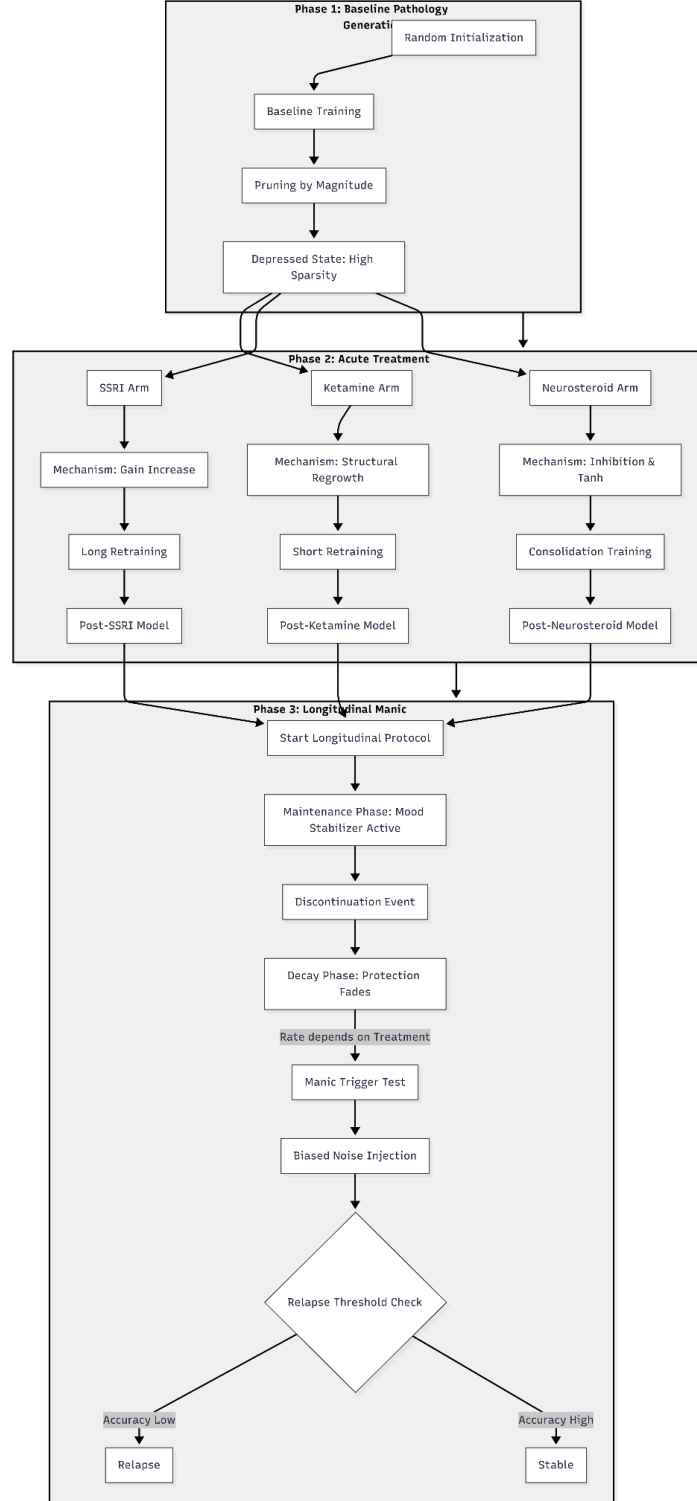 Phase 1: Baseline Pathology
Random Initialization
Baseline Training
Pruning by Magnitude
Depressed State: High
Sparsity
Phase 2: Acute Treatment
SSRI Arm
Ketamine Arm
Neurosteroid Arm
Mechanism: Gain Increase
Mechanism: Structural
Regrowth
Mechanism: Inhibition &
Tanh
Long Retraining
Short Retraining
Consolidation Training
Post-SSRI Model
Post-Ketamine Model
Post-Neurosteroid Model
Phase 3: Longitudinal Manic
Start Longitudinal Protocol
Maintenance Phase: Mood
Stabilizer Active
Discontinuation Event
Decay Phase: Protection
Fades
Rate depends on Treatment
Manic Trigger Test
Biased Noise Injection
Relapse Threshold Check
Accuracy Low
Accuracy High
Relapse
Stable